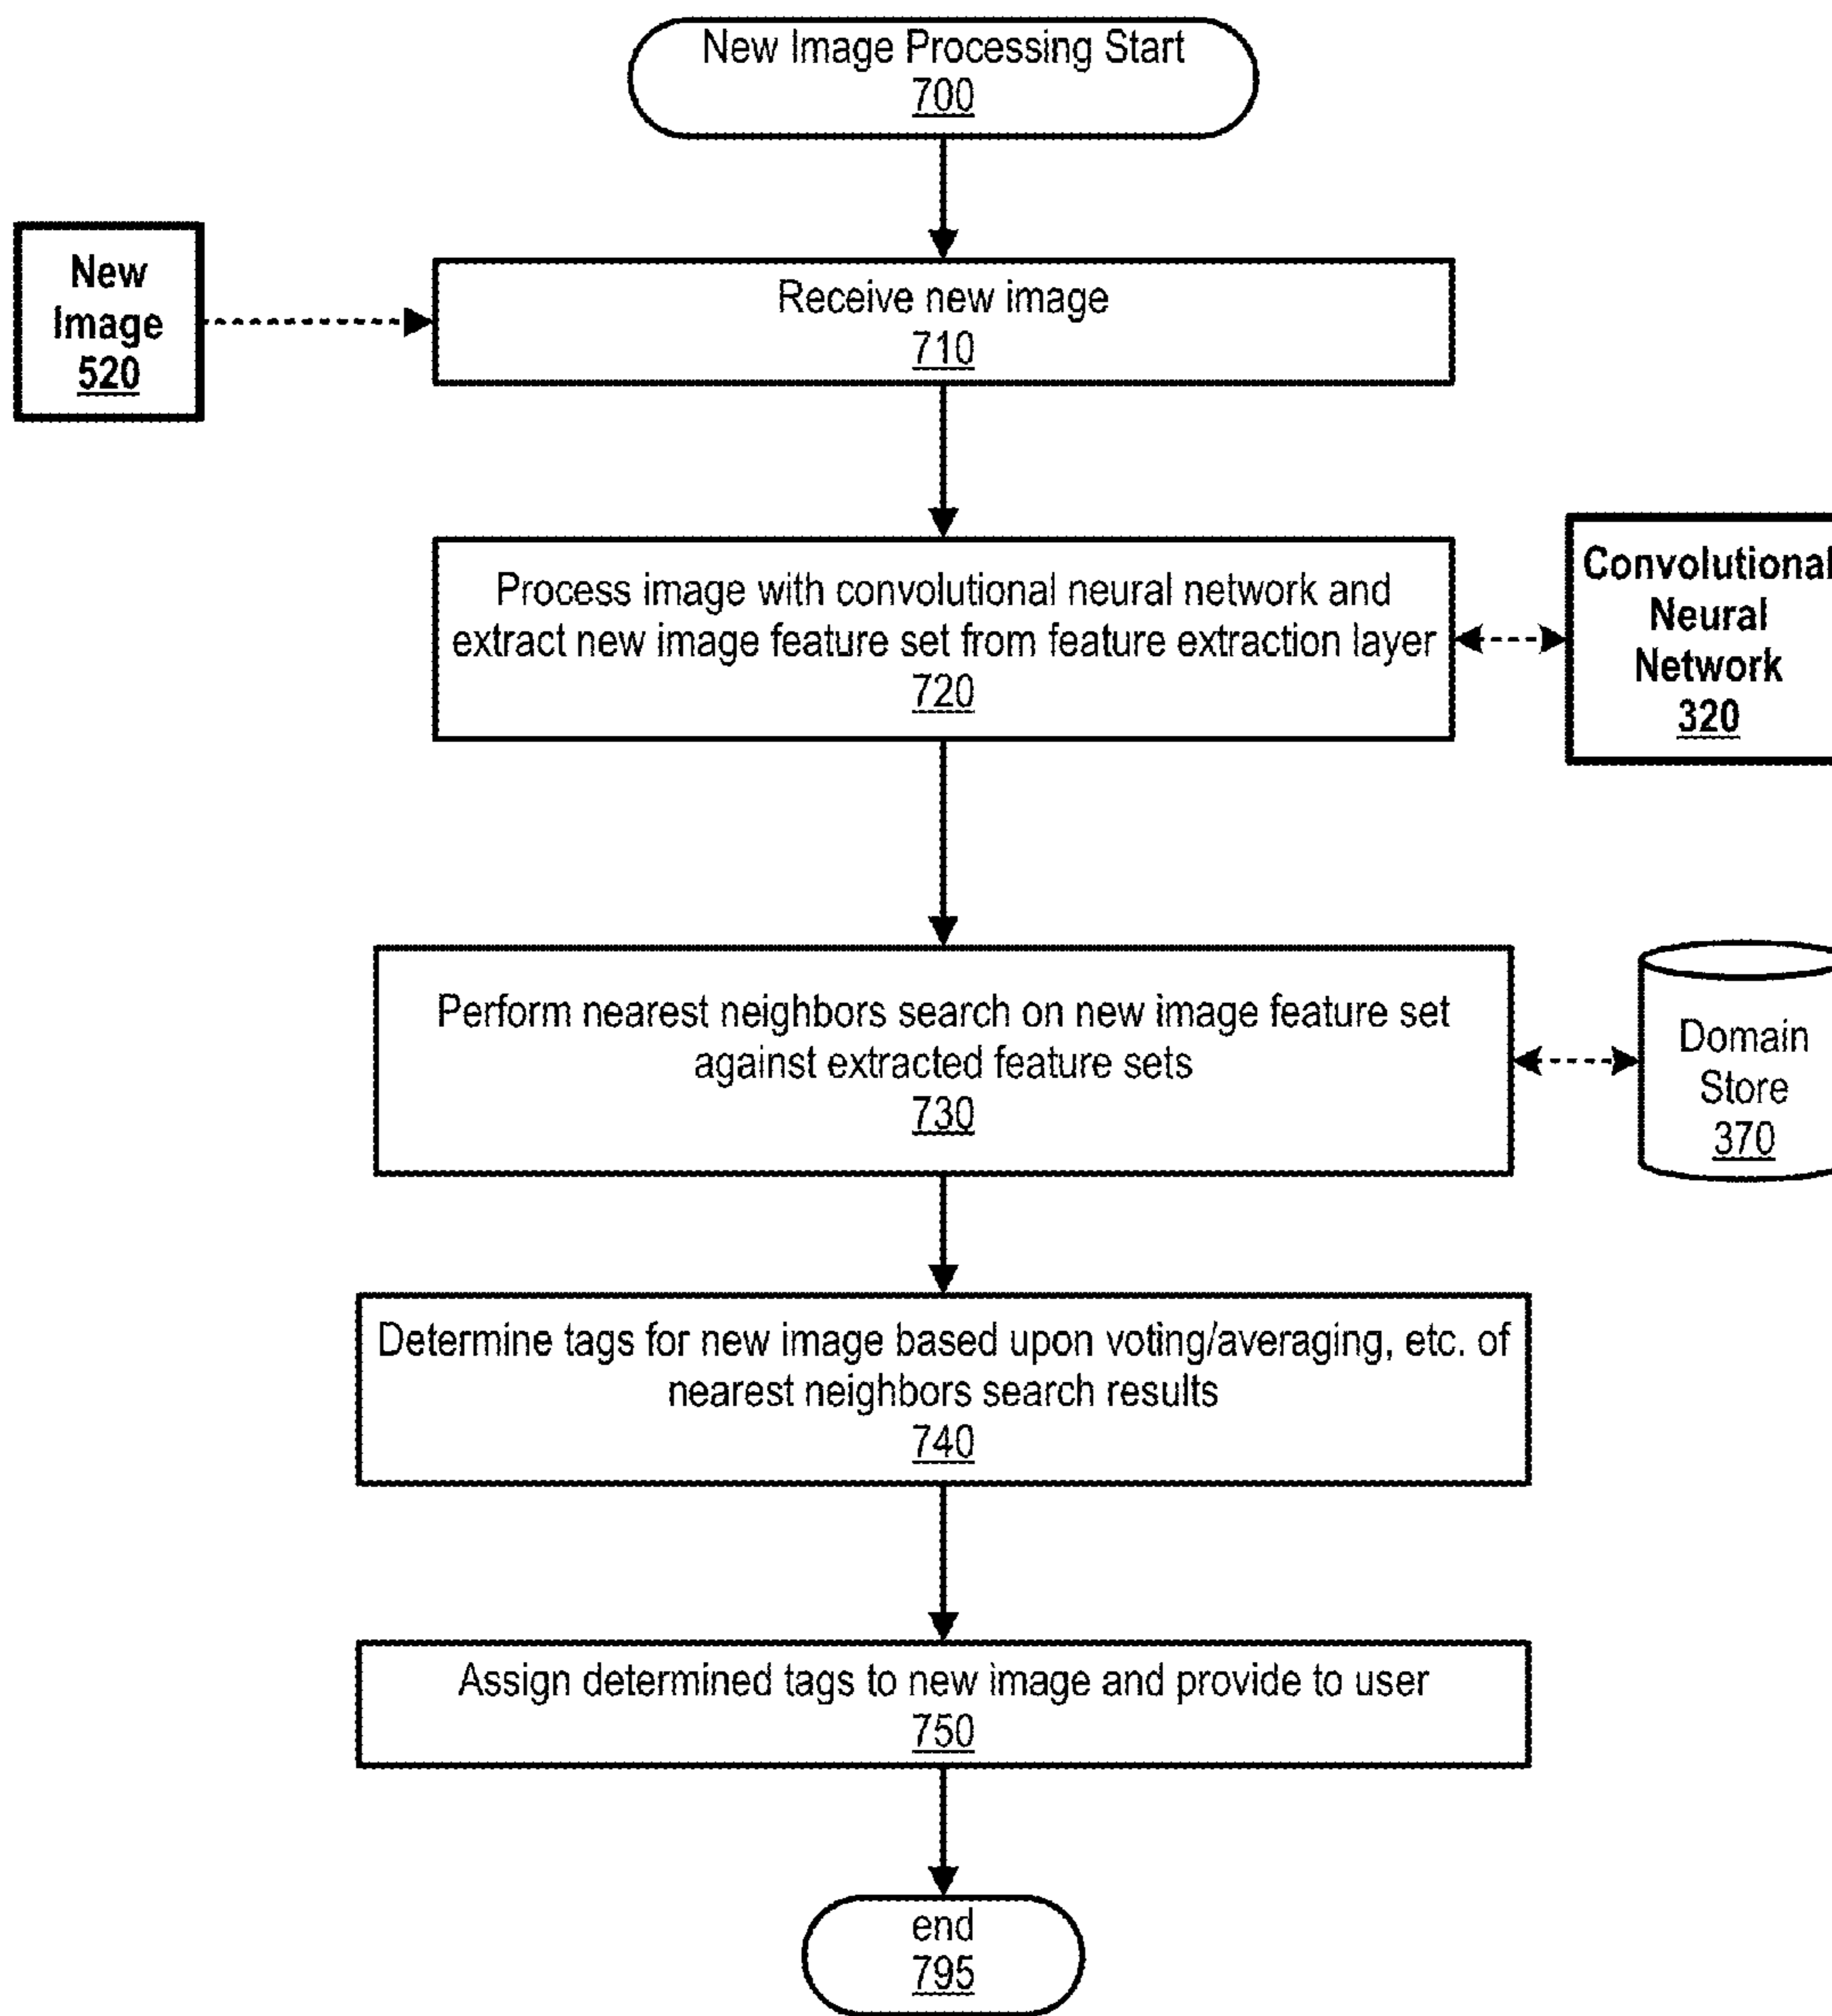 New Image Processing Start
700
New
Image
520
Receive new image
710
Process image with convolutional neural network and
extract new image feature set from feature extraction layer
720
Convolutional
Neural
Network
320
Perform nearest neighbors search on new image feature set
against extracted feature sets
730
Domain
Store
370
Determine tags for new image based upon voting/averaging, etc. of
nearest neighbors search results
740
Assign determined tags to new image and provide to user
750
end
795